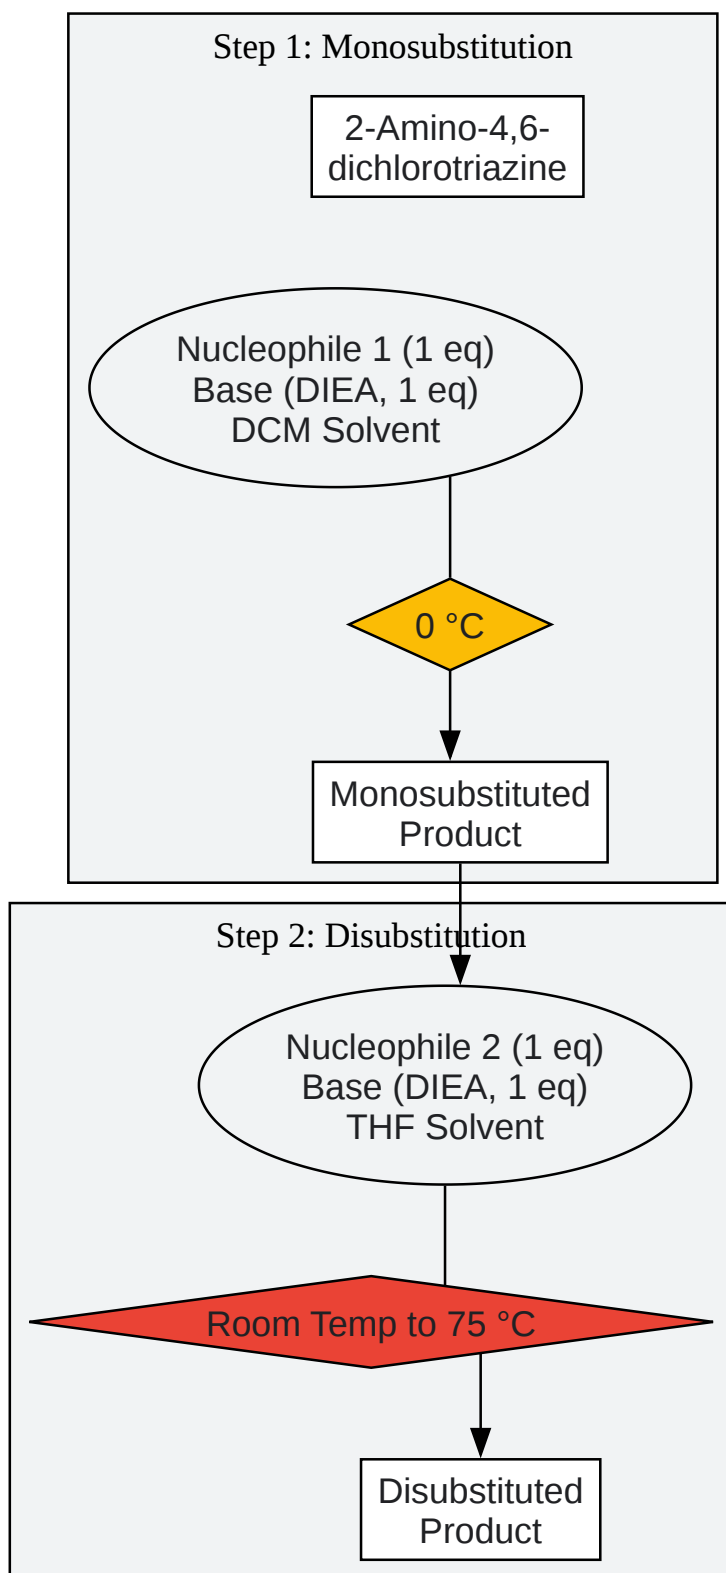 Step 1: Monosubstitution
2-Amino-4,6-
dichlorotriazine
Nucleophile 1 (1 eq)
Base (DIEA, 1 eq)
DCM Solvent
0 °C
Monosubstituted
Product
Step 2: Disubstitution
Nucleophile 2 (1 eq)
Base (DIEA, 1 eq)
THF Solvent
Room Temp to 75 °C
Disubstituted
Product